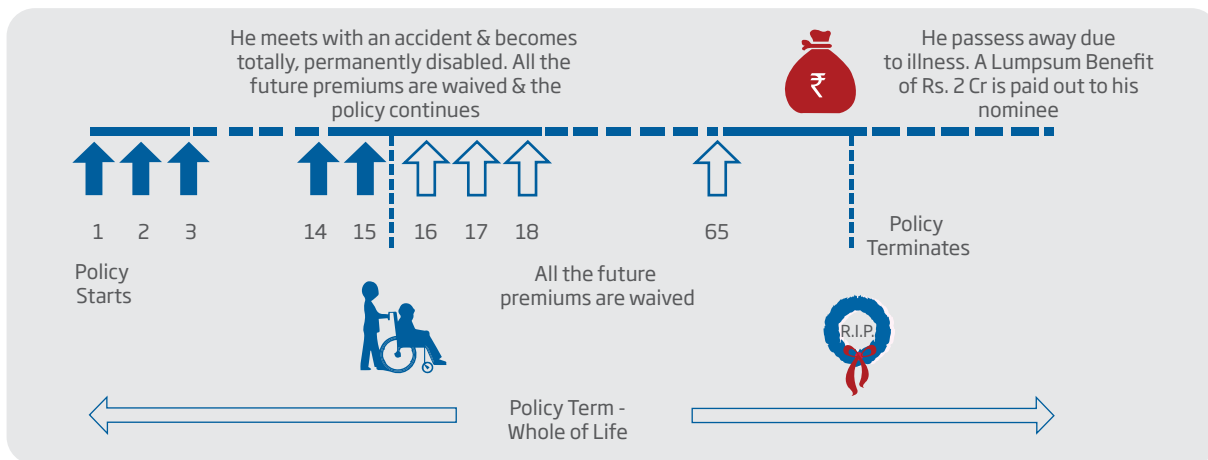 He meets with an accident & becomes
totally, permanently disabled. All the
future premiums are waived & the
policy continues
₹
He passess away due
to illness. A Lumpsum Benefit
of Rs. 2 Cr is paid out to his
nominee
1 2 3 14 15 16 17 18 65
Policy
Starts
All the future
premiums are waived
Policy
Terminates
R.I.P.
Policy Term -
Whole of Life